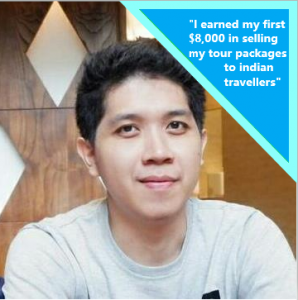 "I earned my first
$8,000 in selling
my tour packages
to indian
travellers"